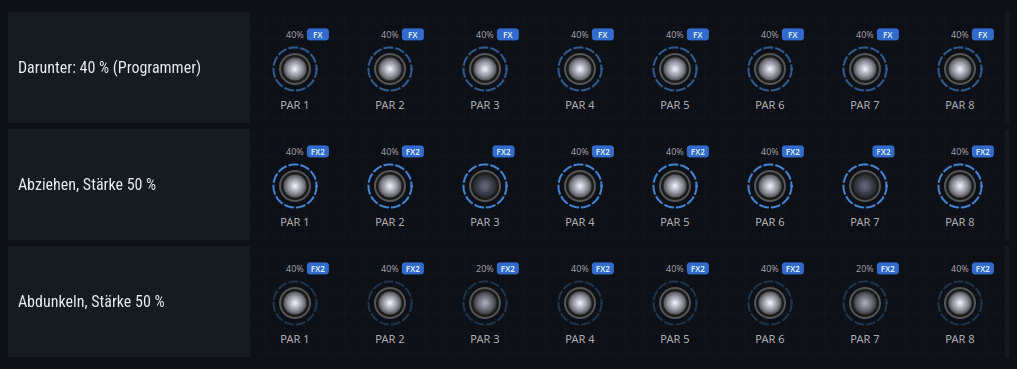 40% FX 40% FX 40% FX 40% FX 40% FX 40% FX 40% FX 40% FX
Darunter: 40 % (Programmer)
PAR 1 PAR 2 PAR 3 PAR 4 PAR 5 PAR 6 PAR 7 PAR 8
40% FX2 40% FX2 FX2 40% FX2 40% FX2 40% FX2 FX2 40% FX2
Abziehen, Stärke 50 %
PAR 1 PAR 2 PAR 3 PAR 4 PAR 5 PAR 6 PAR 7 PAR 8
40% FX2 40% FX2 20% FX2 40% FX2 40% FX2 40% FX2 20% FX2 40% FX2
Abdunkeln, Stärke 50 %
PAR 1 PAR 2 PAR 3 PAR 4 PAR 5 PAR 6 PAR 7 PAR 8